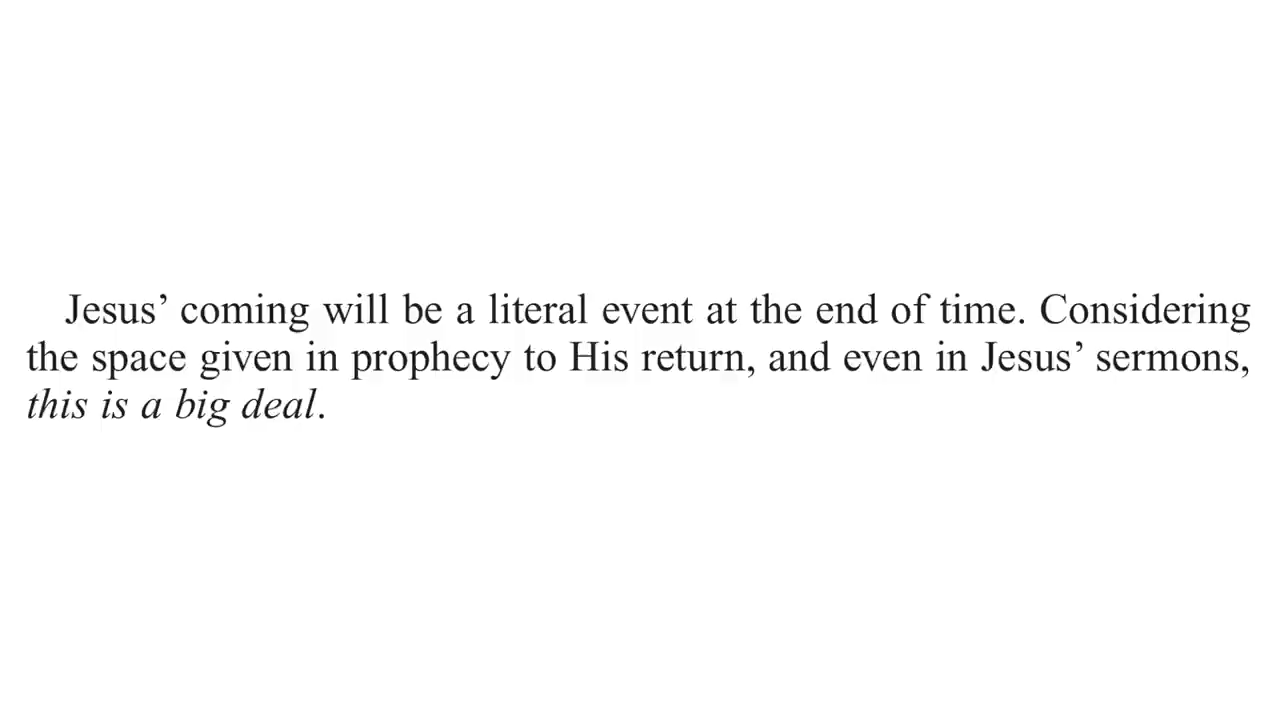 Jesus’ coming will be a literal event at the end of time. Considering
the space given in prophecy to His return, and even in Jesus’ sermons,
this is a big deal.